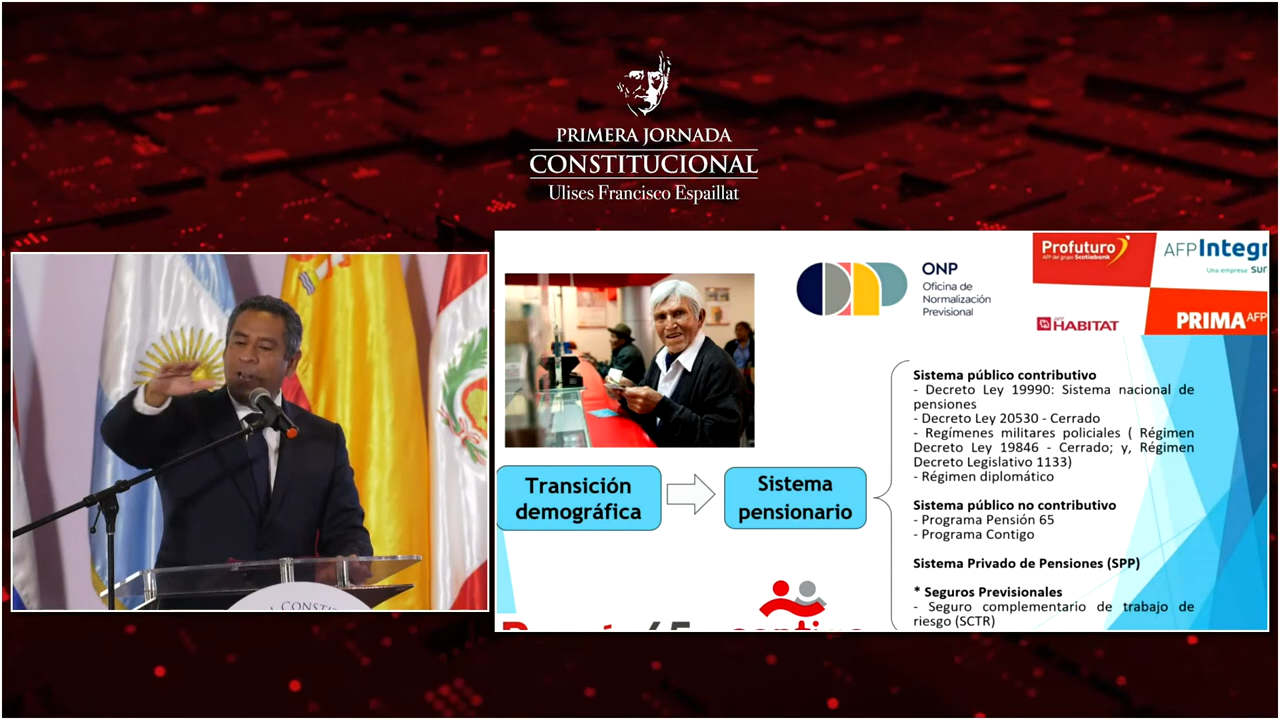 PRIMERA JORNADA
CONSTITUCIONAL
Ulises Francisco Espaillat
ONP
Oficina de
Normalización
Previsional
Profuturo
AFP del grupo Scotiabank
AFP Integr
Una empresa sur
AFP
HABITAT
PRIMA AFP
Sistema público contributivo
- Decreto Ley 19990: Sistema nacional de
pensiones
- Decreto Ley 20530 - Cerrado
- Regímenes militares policiales ( Régimen
Decreto Ley 19846 - Cerrado; y, Régimen
Decreto Legislativo 1133)
- Régimen diplomático
Transición
demográfica
Sistema
pensionario
Sistema público no contributivo
- Programa Pensión 65
- Programa Contigo
Sistema Privado de Pensiones (SPP)
* Seguros Previsionales
- Seguro complementario de trabajo de
riesgo (SCTR)